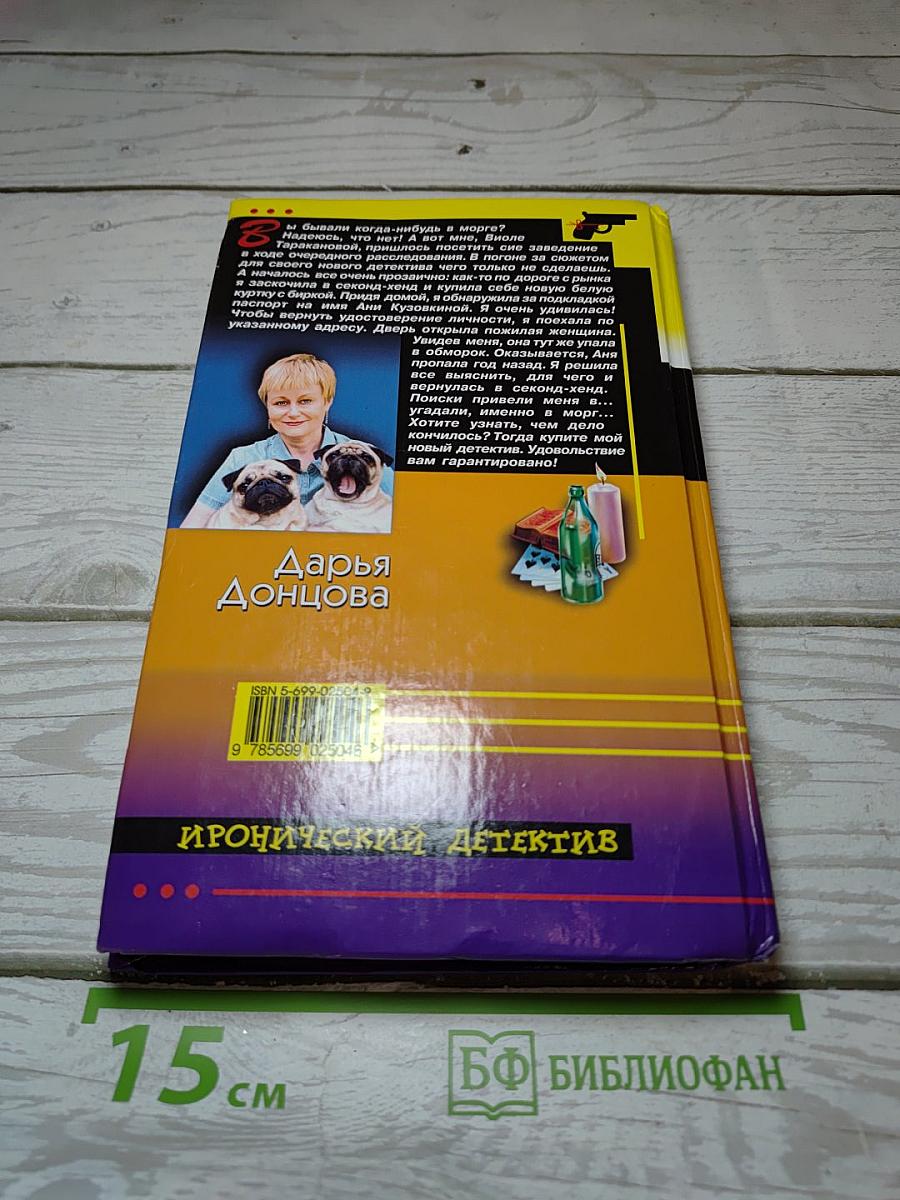 Вы бывали когда-нибудь в морге?
Надеюсь, что нет! А вот мне, Виоле
Таракановой, пришлось посетить сие заведение
в ходе очередного расследования. В погоне за сюжетом
для своего нового детектива чего только не сделаешь.
А началось все очень прозаично: как-то по дороге с рынка
я заскочила в секонд-хенд и купила себе новую белую
куртку с биркой. Придя домой, я обнаружила за подкладкой
паспорт на имя Ани Кузовкиной. Я очень удивилась!
Чтобы вернуть удостоверение личности, я поехала по
указанному адресу. Дверь открыла пожилая женщина.
Увидев меня, она тут же упала
в обморок. Оказывается, Аня
пропала год назад. Я решила
все выяснить, для чего и
вернулась в секонд-хенд.
Поиски привели меня в...
угадали, именно в морг...
Хотите узнать, чем дело
кончилось? Тогда купите мой
новый детектив. Удовольствие
вам гарантировано!
Дарья
Донцова
ISBN 5-699-02504-9
9 785699 025046 >
ИРОНИЧЕСКИЙ ДЕТЕКТИВ
15 см
БФ БИБЛИОФАН